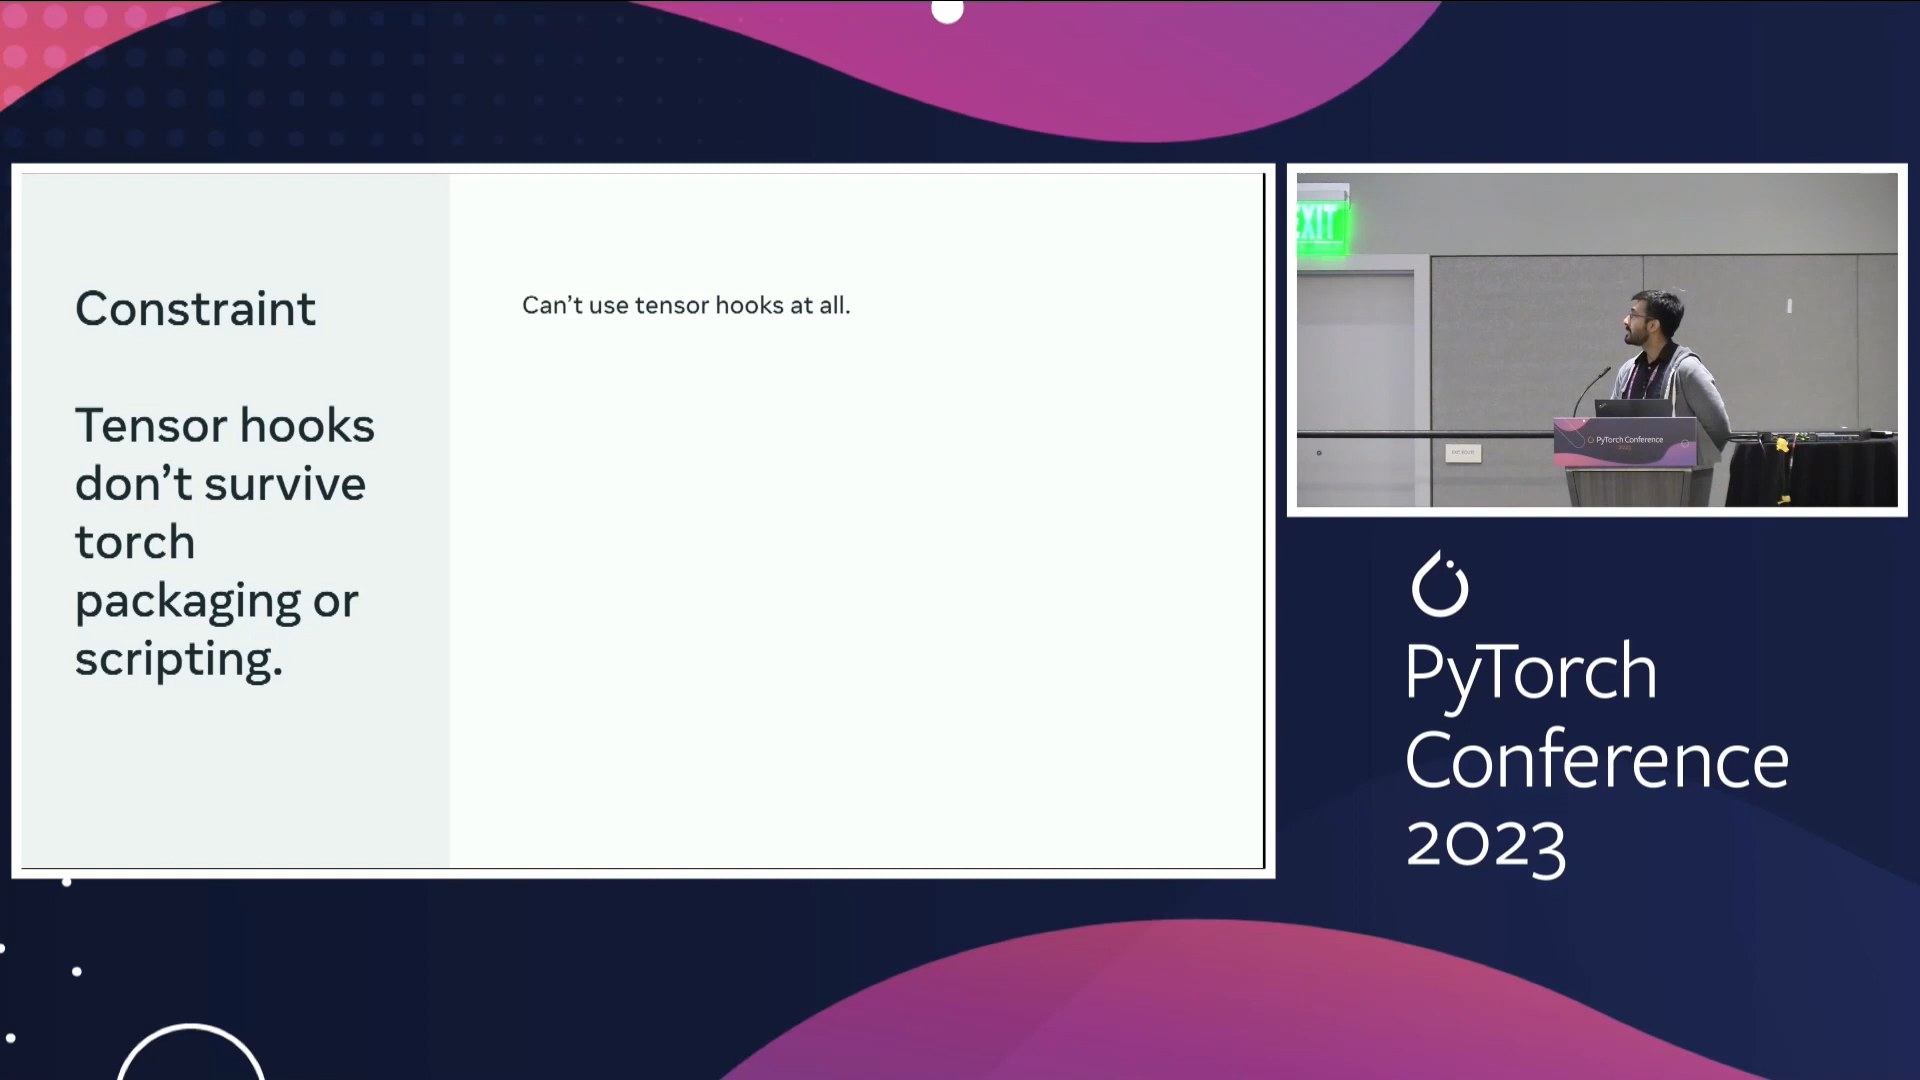 Constraint
Tensor hooks
don’t survive
torch
packaging or
scripting.
Can’t use tensor hooks at all.
EXIT
PyTorch Conference
2023
PyTorch
Conference
2023